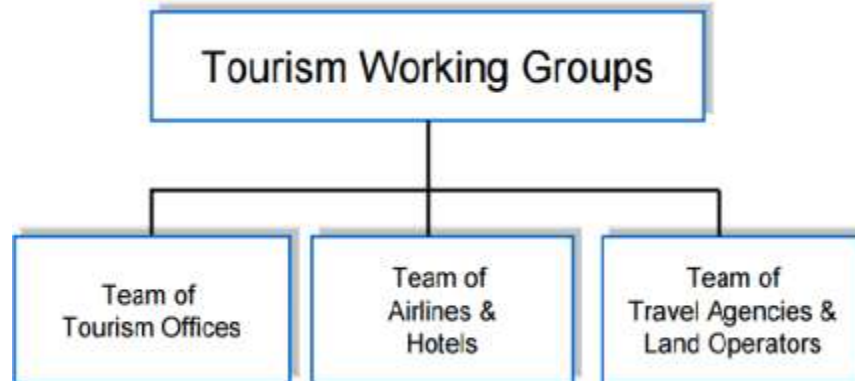 Tourism Working Groups
Team of
Tourism Offices
Team of
Airlines &
Hotels
Team of
Travel Agencies &
Land Operators